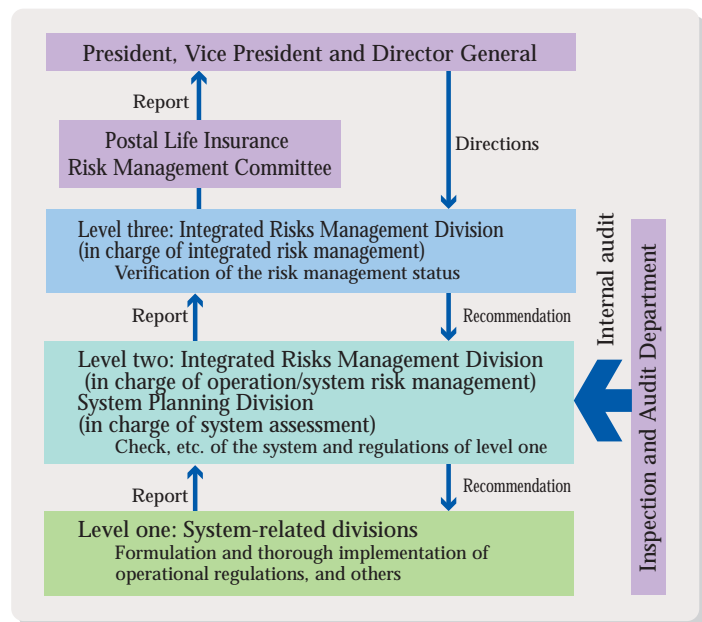 President, Vice President and Director General
Report
Directions
Postal Life Insurance
Risk Management Committee
Level three: Integrated Risks Management Division
(in charge of integrated risk management)
Verification of the risk management status
Report
Recommendation
Level two: Integrated Risks Management Division
(in charge of operation/system risk management)
System Planning Division
(in charge of system assessment)
Check, etc. of the system and regulations of level one
Report
Recommendation
Level one: System-related divisions
Formulation and thorough implementation of
operational regulations, and others
Internal audit
Inspection and Audit Department